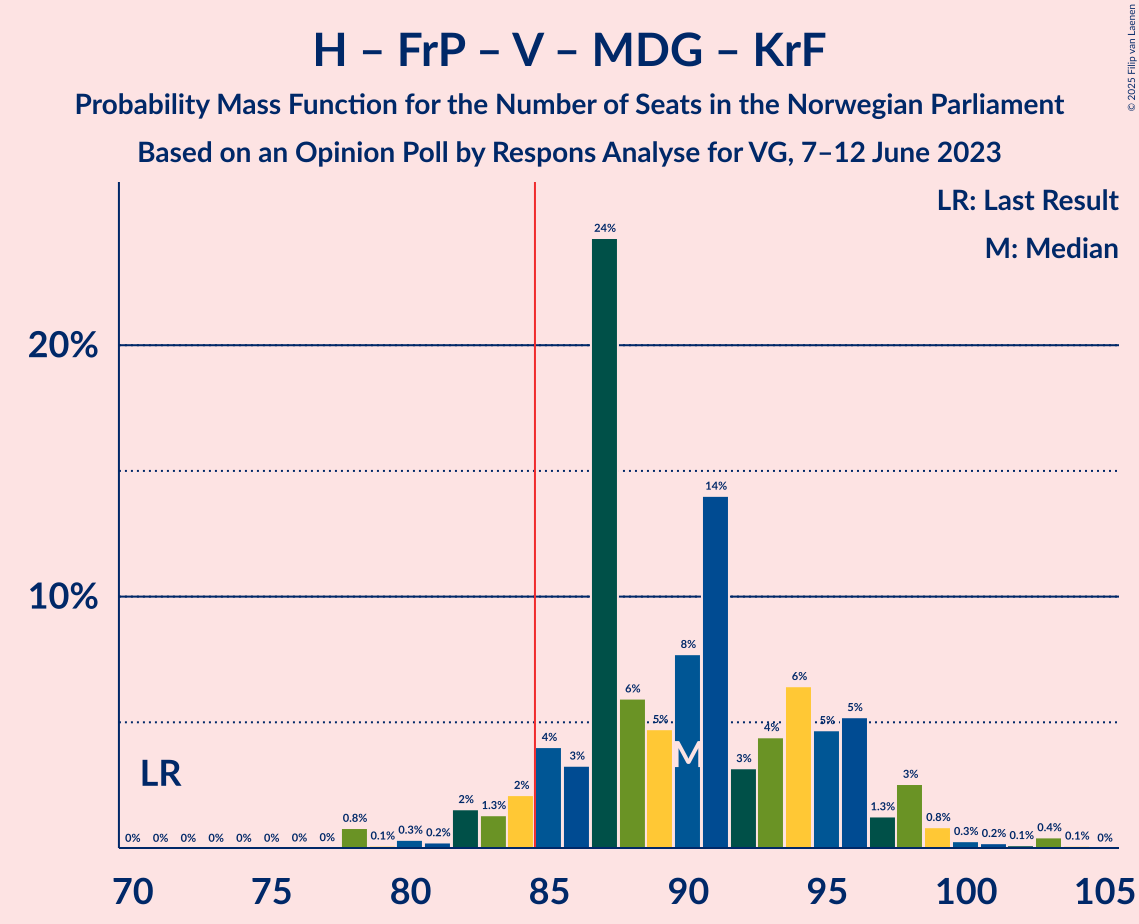 H – FrP – V – MDG – KrF
Probability Mass Function for the Number of Seats in the Norwegian Parliament
Based on an Opinion Poll by Respons Analyse for VG, 7–12 June 2023
© 2025 Filip van Laenen
LR: Last Result
M: Median
20%
10%
LR
M
0% 0% 0% 0% 0% 0% 0% 0% 0.8% 0.1% 0.3% 0.2% 2% 1.3% 2% 4% 3% 24% 6% 5% 8% 14% 3% 4% 6% 5% 5% 1.3% 3% 0.8% 0.3% 0.2% 0.1% 0.4% 0.1% 0%
70 75 80 85 90 95 100 105